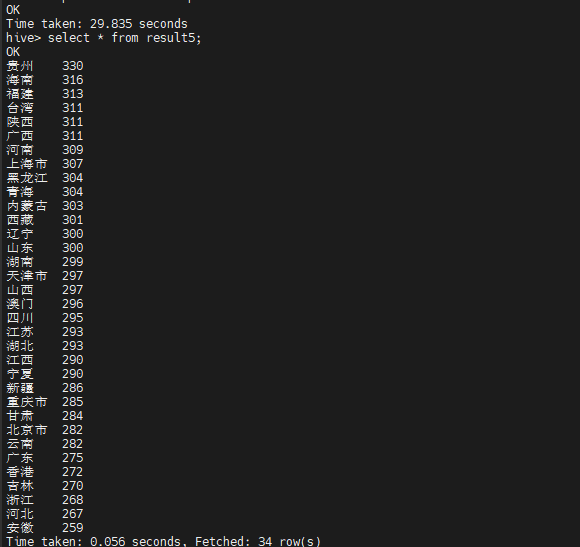 OK
Time taken: 29.835 seconds
hive> select * from result5;
OK
贵州 330
海南 316
福建 313
台湾 311
陕西 311
广西 311
河南 309
上海市 307
黑龙江 304
青海 304
内蒙古 303
西藏 301
辽宁 300
山东 300
湖南 299
天津市 297
山西 297
澳门 296
四川 295
江苏 293
湖北 293
江西 290
宁夏 290
新疆 286
重庆市 285
甘肃 284
北京市 282
云南 282
广东 275
香港 272
吉林 270
浙江 268
河北 267
安徽 259
Time taken: 0.056 seconds, Fetched: 34 row(s)